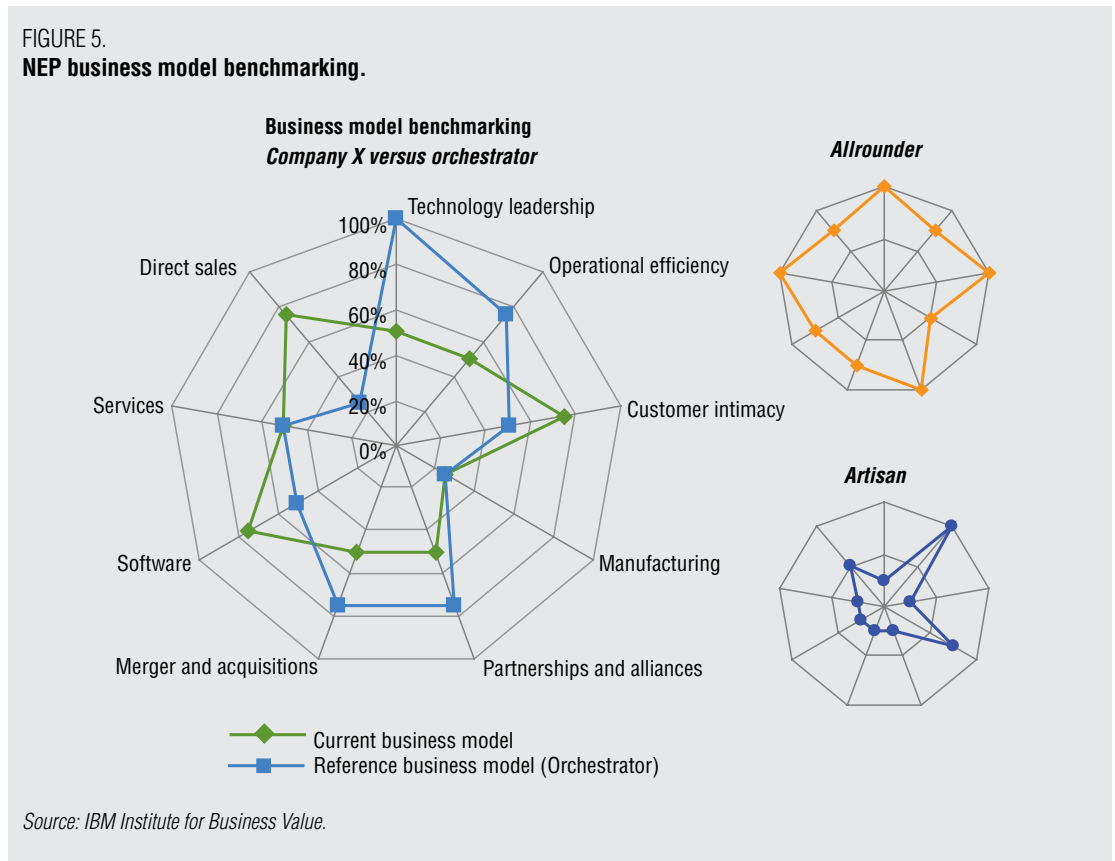 FIGURE 5.
NEP business model benchmarking.
Business model benchmarking
Company X versus orchestrator
Technology leadership
100%
80%
60%
40%
20%
0%
Operational efficiency
Customer intimacy
Manufacturing
Partnerships and alliances
Merger and acquisitions
Software
Services
Direct sales
Current business model
Reference business model (Orchestrator)
Allrounder
Artisan
Source: IBM Institute for Business Value.